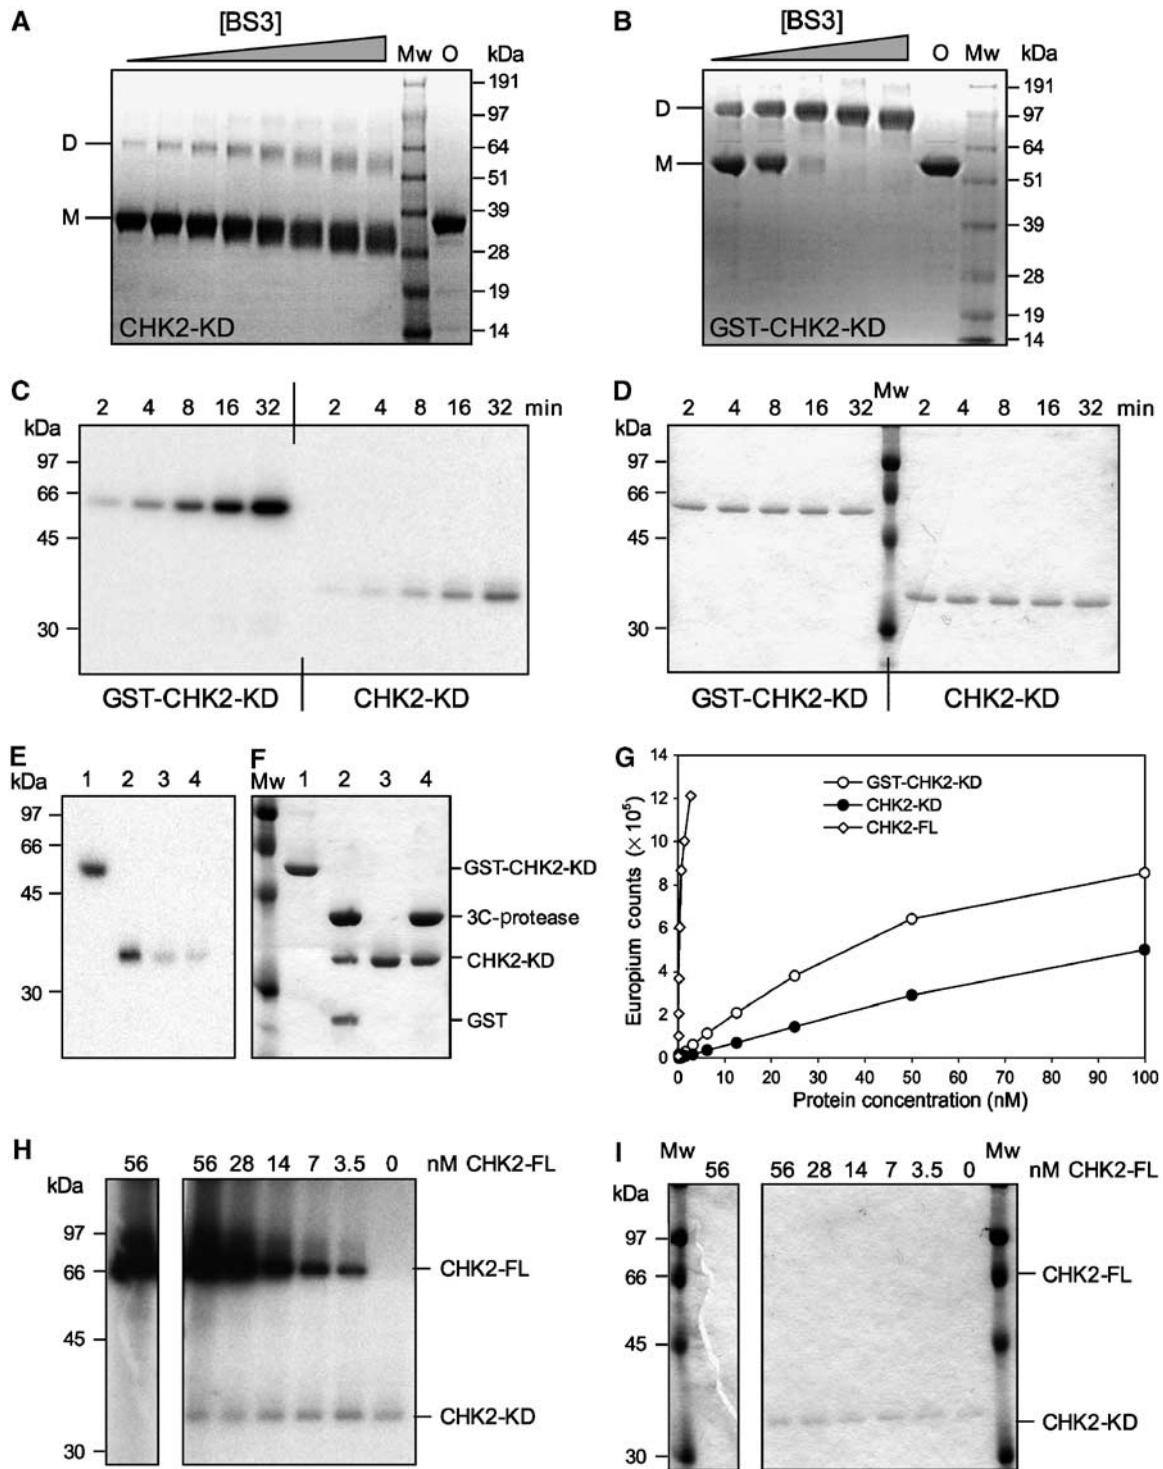 A
[BS3]
Mw O kDa
D
M
191
97
64
51
39
28
19
14
CHK2-KD
B
[BS3]
O Mw kDa
D
M
191
97
64
51
39
28
19
14
GST-CHK2-KD
C
2 4 8 16 32 2 4 8 16 32 min
kDa
97
66
45
30
GST-CHK2-KD CHK2-KD
D
Mw
2 4 8 16 32 2 4 8 16 32 min
kDa
97
66
45
30
GST-CHK2-KD CHK2-KD
E
kDa
1 2 3 4
97
66
45
30
F
Mw 1 2 3 4
GST-CHK2-KD
3C-protease
CHK2-KD
GST
G
Europium counts (× 10⁵)
14
12
10
8
6
4
2
0
GST-CHK2-KD
CHK2-KD
CHK2-FL
0 10 20 30 40 50 60 70 80 90 100
Protein concentration (nM)
H
56 56 28 14 7 3.5 0 nM CHK2-FL
kDa
97
66
45
30
CHK2-FL
CHK2-KD
I
Mw Mw
56 56 28 14 7 3.5 0 nM CHK2-FL
kDa
97
66
45
30
CHK2-FL
CHK2-KD